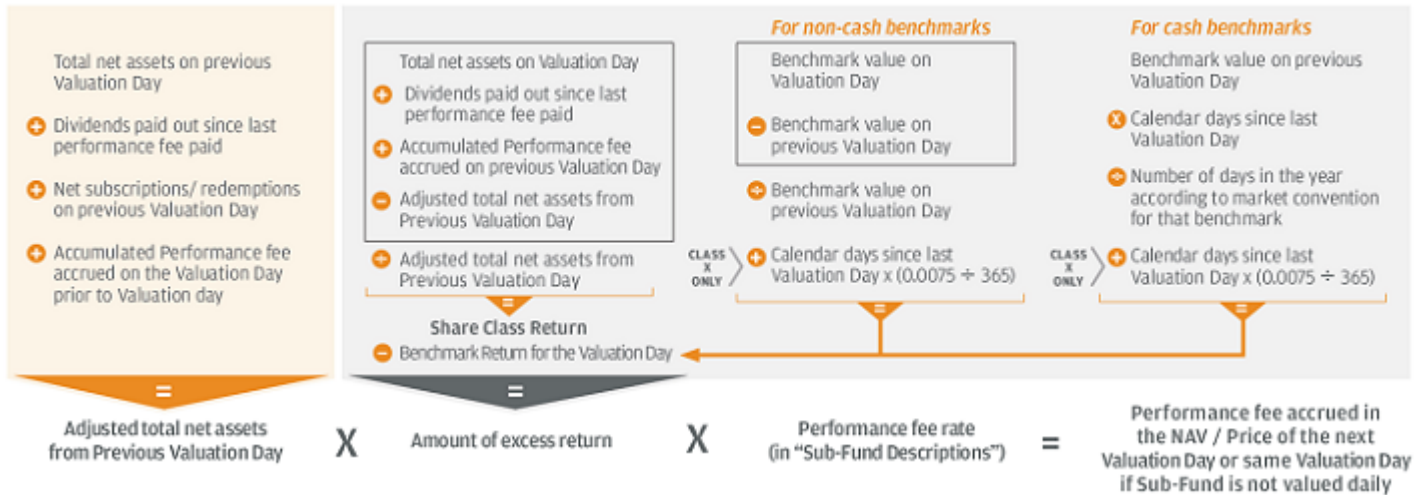 Total net assets on previous
Valuation Day
+ Dividends paid out since last
performance fee paid
+ Net subscriptions/ redemptions
on previous Valuation Day
+ Accumulated Performance fee
accrued on the Valuation Day
prior to Valuation day
=
Adjusted total net assets
from Previous Valuation Day
X
Total net assets on Valuation Day
+ Dividends paid out since last
performance fee paid
+ Accumulated Performance fee
accrued on previous Valuation Day
− Adjusted total net assets from
Previous Valuation Day
÷ Adjusted total net assets from
Previous Valuation Day
=
Share Class Return
− Benchmark Return for the Valuation Day
=
Amount of excess return
For non-cash benchmarks
Benchmark value on
Valuation Day
− Benchmark value on
previous Valuation Day
÷ Benchmark value on
previous Valuation Day
CLASS
X
ONLY
+ Calendar days since last
Valuation Day x (0.0075 ÷ 365)
=
For cash benchmarks
Benchmark value on previous
Valuation Day
X Calendar days since last
Valuation Day
÷ Number of days in the year
according to market convention
for that benchmark
CLASS
X
ONLY
+ Calendar days since last
Valuation Day x (0.0075 ÷ 365)
=
X
Performance fee rate
(in “Sub-Fund Descriptions”)
=
Performance fee accrued in
the NAV / Price of the next
Valuation Day or same Valuation Day
if Sub-Fund is not valued daily